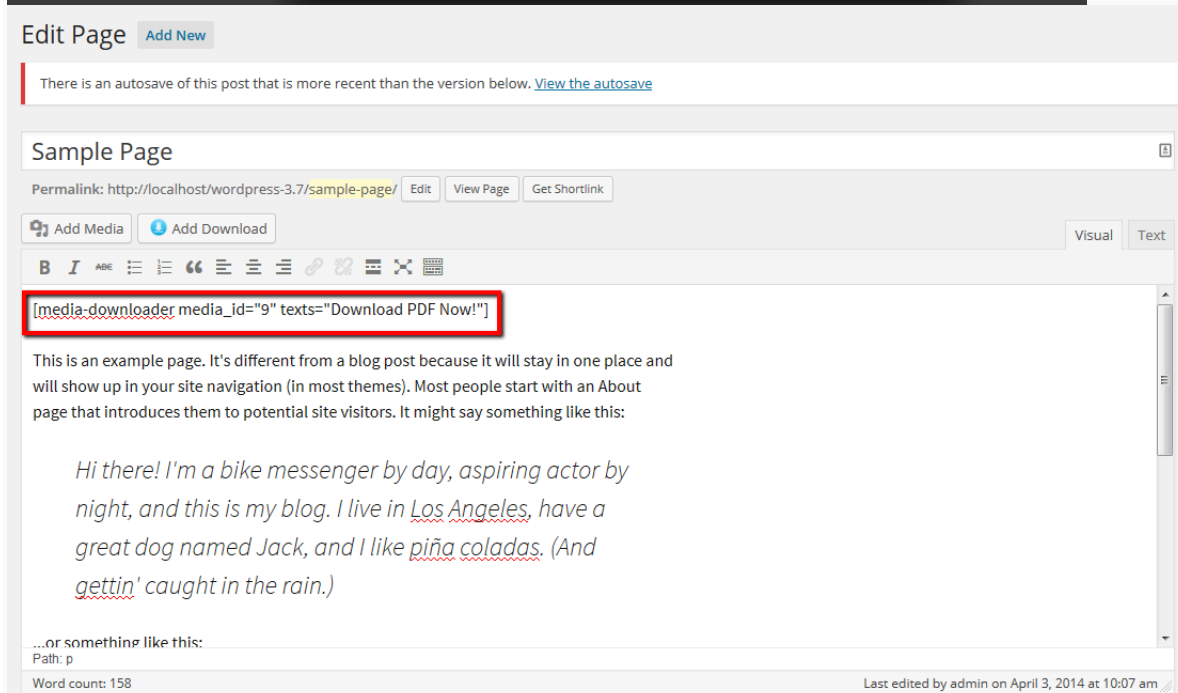 Edit Page Add New
There is an autosave of this post that is more recent than the version below. View the autosave
Sample Page
Permalink: http://localhost/wordpress-3.7/sample-page/ Edit View Page Get Shortlink
Add Media Add Download Visual Text
B I ABE
[media-downloader media_id="9" texts="Download PDF Now!"]
This is an example page. It's different from a blog post because it will stay in one place and
will show up in your site navigation (in most themes). Most people start with an About
page that introduces them to potential site visitors. It might say something like this:
Hi there! I'm a bike messenger by day, aspiring actor by
night, and this is my blog. I live in Los Angeles, have a
great dog named Jack, and I like piña coladas. (And
gettin' caught in the rain.)
...or something like this:
Path: p
Word count: 158 Last edited by admin on April 3, 2014 at 10:07 am